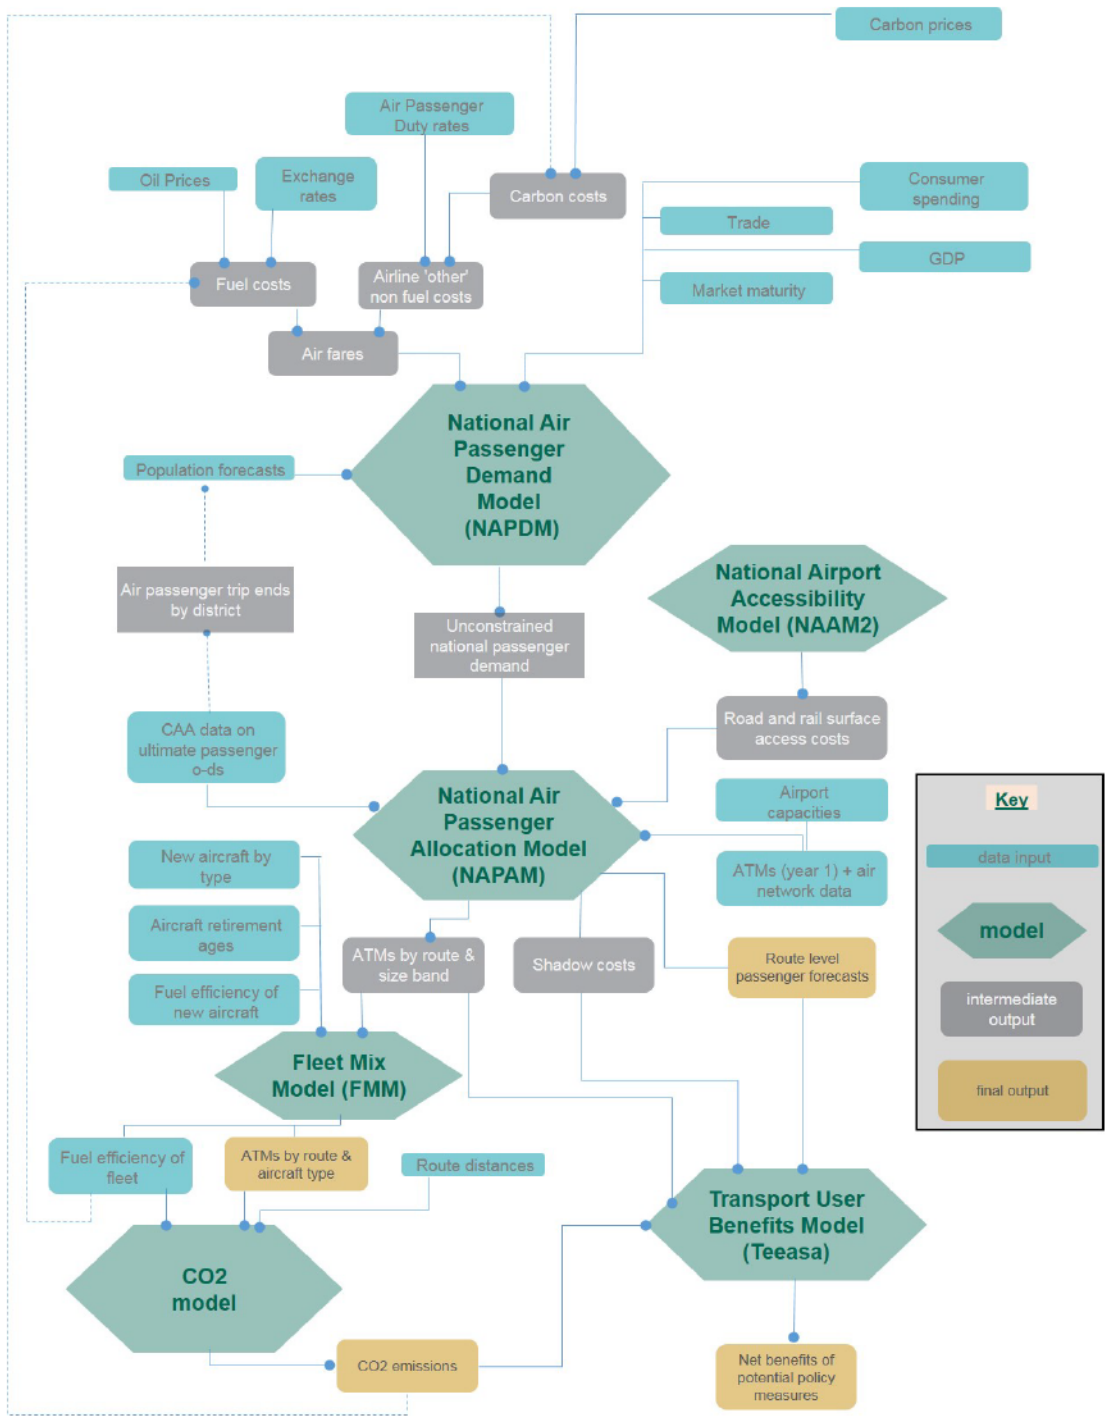 Carbon prices
Air Passenger
Duty rates
Oil Prices
Exchange
rates
Carbon costs
Consumer
spending
Trade
GDP
Market maturity
Fuel costs
Airline 'other'
non fuel costs
Air fares
National Air
Passenger
Demand
Model
(NAPDM)
Population forecasts
Air passenger trip ends
by district
Unconstrained
national passenger
demand
National Airport
Accessibility
Model (NAAM2)
CAA data on
ultimate passenger
o-ds
Road and rail surface
access costs
National Air
Passenger
Allocation Model
(NAPAM)
Airport
capacities
ATMs (year 1) + air
network data
New aircraft by
type
Aircraft retirement
ages
Fuel efficiency of
new aircraft
ATMs by route &
size band
Shadow costs
Route level
passenger forecasts
Fleet Mix
Model (FMM)
Fuel efficiency of
fleet
ATMs by route &
aircraft type
Route distances
CO2
model
Transport User
Benefits Model
(Teeasa)
CO2 emissions
Net benefits of
potential policy
measures
Key
data input
model
intermediate
output
final output